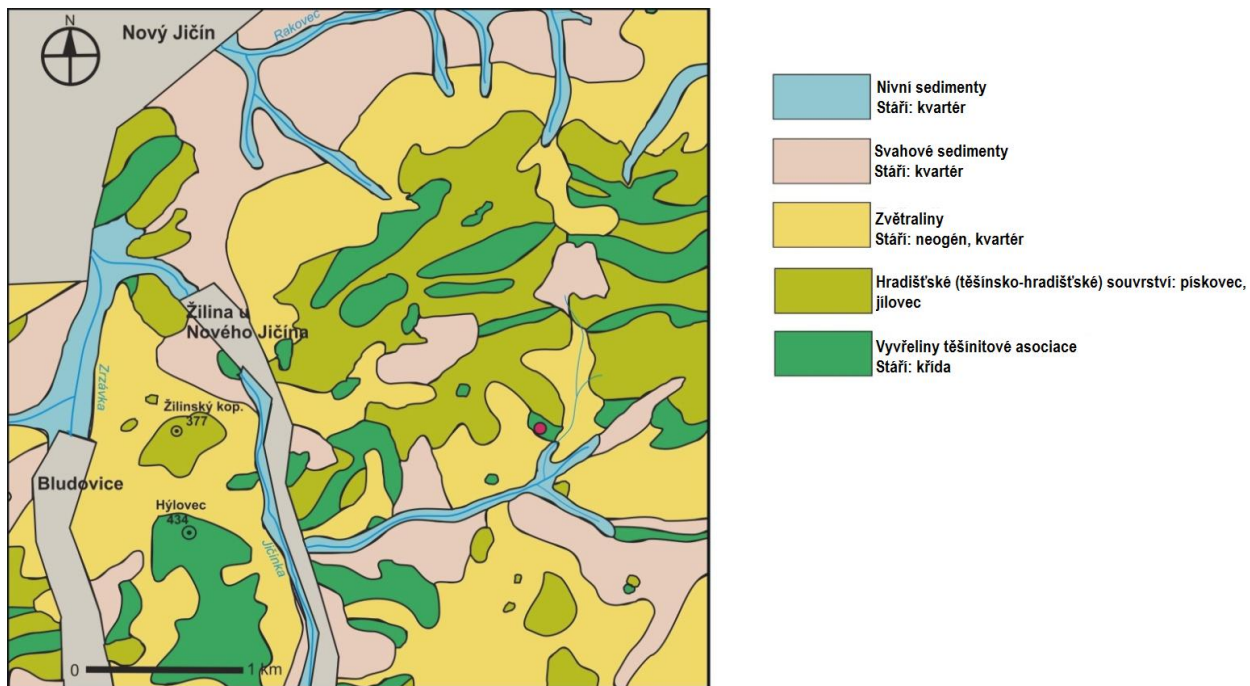 N
Nový Jičín
Rakovec
Žilina u
Nového Jičína
Zrzávka
Žilinský kop.
377
Bludovice
Hýlovec
434
Jičínka
0
1 km
Nivní sedimenty
Stáří: kvartér
Svahové sedimenty
Stáří: kvartér
Zvětraliny
Stáří: neogén, kvartér
Hradišťské (těšínsko-hradišťské) souvrství: pískovec,
jílovec
Vyvřeliny těšínitové asociace
Stáří: křída